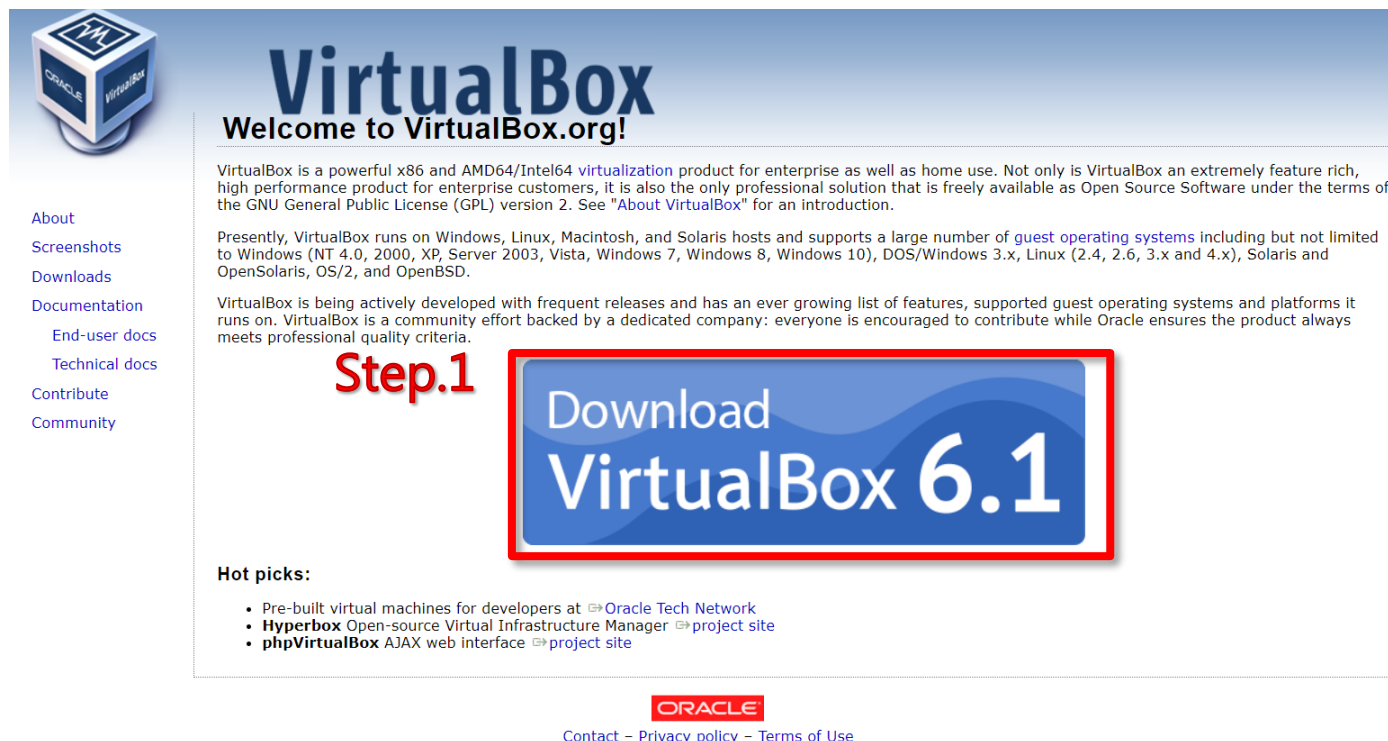 ORACLE
VirtualBox
VirtualBox
Welcome to VirtualBox.org!
VirtualBox is a powerful x86 and AMD64/Intel64 virtualization product for enterprise as well as home use. Not only is VirtualBox an extremely feature rich,
high performance product for enterprise customers, it is also the only professional solution that is freely available as Open Source Software under the terms of
the GNU General Public License (GPL) version 2. See "About VirtualBox" for an introduction.
Presently, VirtualBox runs on Windows, Linux, Macintosh, and Solaris hosts and supports a large number of guest operating systems including but not limited
to Windows (NT 4.0, 2000, XP, Server 2003, Vista, Windows 7, Windows 8, Windows 10), DOS/Windows 3.x, Linux (2.4, 2.6, 3.x and 4.x), Solaris and
OpenSolaris, OS/2, and OpenBSD.
VirtualBox is being actively developed with frequent releases and has an ever growing list of features, supported guest operating systems and platforms it
runs on. VirtualBox is a community effort backed by a dedicated company: everyone is encouraged to contribute while Oracle ensures the product always
meets professional quality criteria.
About
Screenshots
Downloads
Documentation
End-user docs
Technical docs
Contribute
Community
Step.1
Download
VirtualBox 6.1
Hot picks:
• Pre-built virtual machines for developers at Oracle Tech Network
• Hyperbox Open-source Virtual Infrastructure Manager project site
• phpVirtualBox AJAX web interface project site
ORACLE
Contact – Privacy policy – Terms of Use